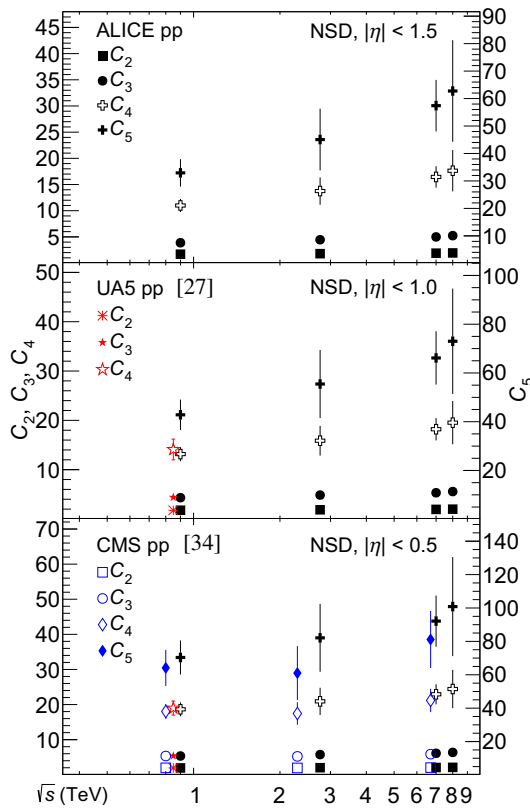 45
40
35
30
25
20
15
10
5
ALICE pp
NSD, |η| < 1.5
C2
C3
C4
C5
90
80
70
60
50
40
30
20
10
50
40
30
20
10
UA5 pp [27]
NSD, |η| < 1.0
C2
C3
C4
100
80
60
40
20
C2, C3, C4
C5
70
60
50
40
30
20
10
CMS pp [34]
NSD, |η| < 0.5
C2
C3
C4
C5
140
120
100
80
60
40
20
√s (TeV) 1 2 3 4 5 6 7 8 9